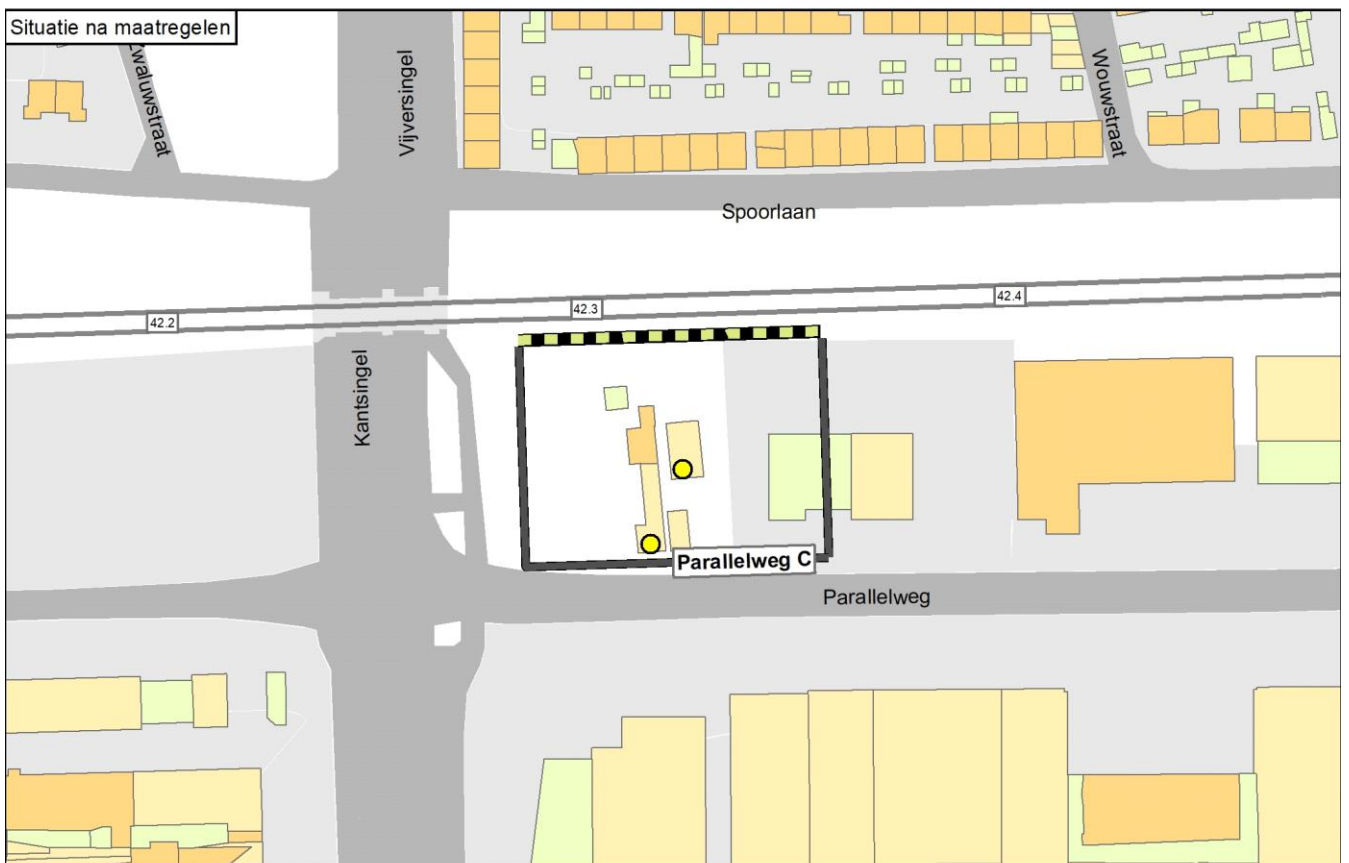 Situatie na maatregelen
Zwaluwstraat
Vijversingel
Wouwstraat
Spoorlaan
42.2
42.3
42.4
Kantsingel
Parallelweg C
Parallelweg